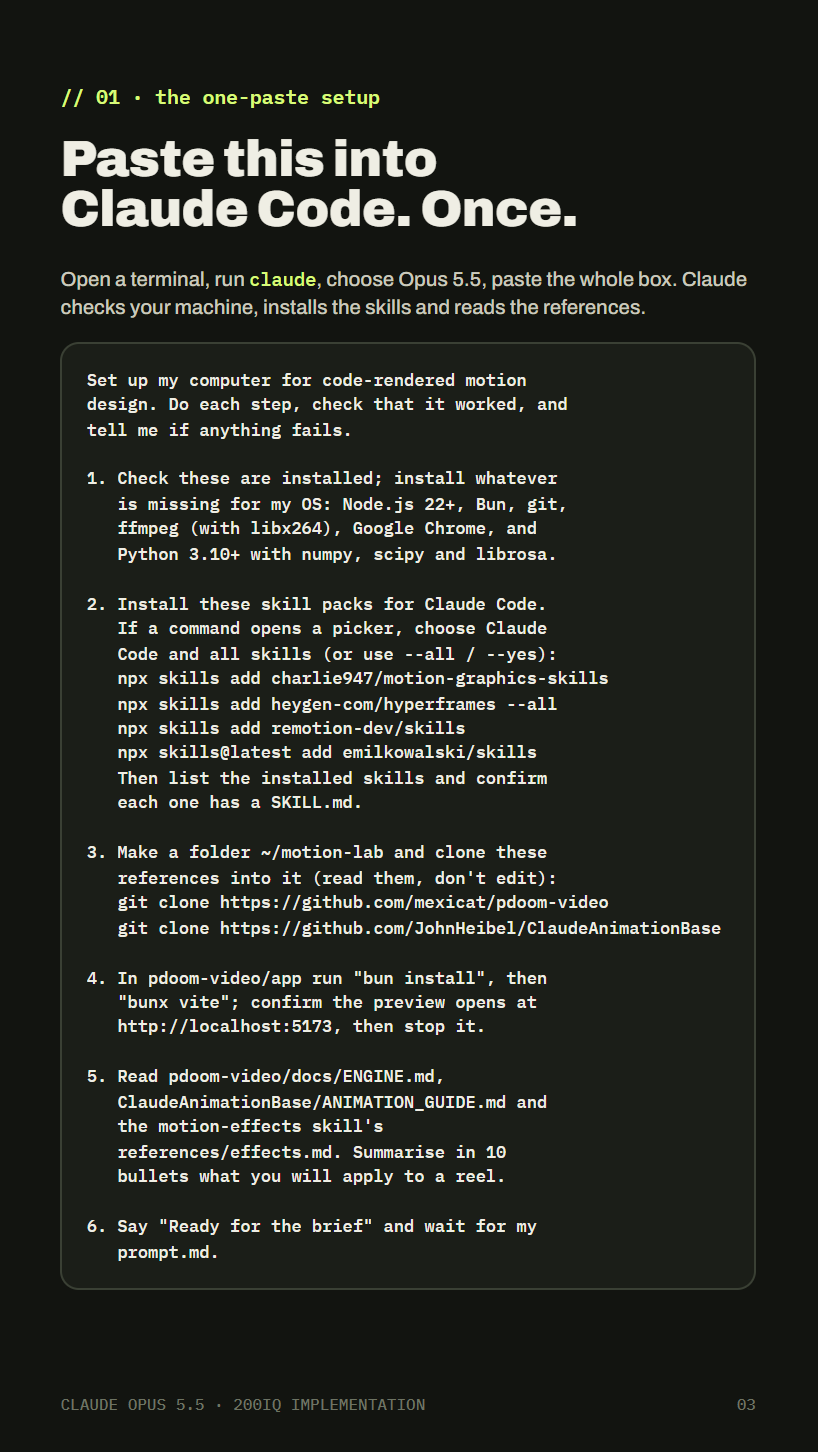 // 01 · the one-paste setup
Paste this into
Claude Code. Once.
Open a terminal, run claude, choose Opus 5.5, paste the whole box. Claude
checks your machine, installs the skills and reads the references.
Set up my computer for code-rendered motion
design. Do each step, check that it worked, and
tell me if anything fails.
1. Check these are installed; install whatever
is missing for my OS: Node.js 22+, Bun, git,
ffmpeg (with libx264), Google Chrome, and
Python 3.10+ with numpy, scipy and librosa.
2. Install these skill packs for Claude Code.
If a command opens a picker, choose Claude
Code and all skills (or use --all / --yes):
npx skills add charlie947/motion-graphics-skills
npx skills add heygen-com/hyperframes --all
npx skills add remotion-dev/skills
npx skills@latest add emilkowalski/skills
Then list the installed skills and confirm
each one has a SKILL.md.
3. Make a folder ~/motion-lab and clone these
references into it (read them, don't edit):
git clone https://github.com/mexicat/pdoom-video
git clone https://github.com/JohnHeibel/ClaudeAnimationBase
4. In pdoom-video/app run "bun install", then
"bunx vite"; confirm the preview opens at
http://localhost:5173, then stop it.
5. Read pdoom-video/docs/ENGINE.md,
ClaudeAnimationBase/ANIMATION_GUIDE.md and
the motion-effects skill's
references/effects.md. Summarise in 10
bullets what you will apply to a reel.
6. Say "Ready for the brief" and wait for my
prompt.md.
CLAUDE OPUS 5.5 · 200IQ IMPLEMENTATION
03